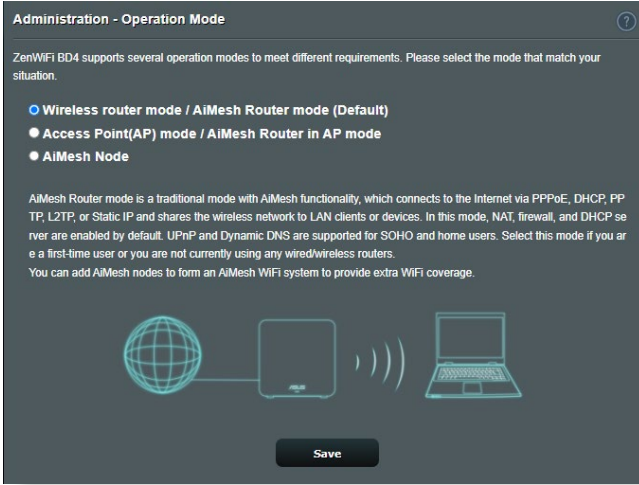 Administration - Operation Mode
?
ZenWiFi BD4 supports several operation modes to meet different requirements. Please select the mode that match your
situation.
Wireless router mode / AiMesh Router mode (Default)
Access Point(AP) mode / AiMesh Router in AP mode
AiMesh Node
AiMesh Router mode is a traditional mode with AiMesh functionality, which connects to the Internet via PPPoE, DHCP, PP
TP, L2TP, or Static IP and shares the wireless network to LAN clients or devices. In this mode, NAT, firewall, and DHCP se
rver are enabled by default. UPnP and Dynamic DNS are supported for SOHO and home users. Select this mode if you ar
e a first-time user or you are not currently using any wired/wireless routers.
You can add AiMesh nodes to form an AiMesh WiFi system to provide extra WiFi coverage.
ASUS
Save